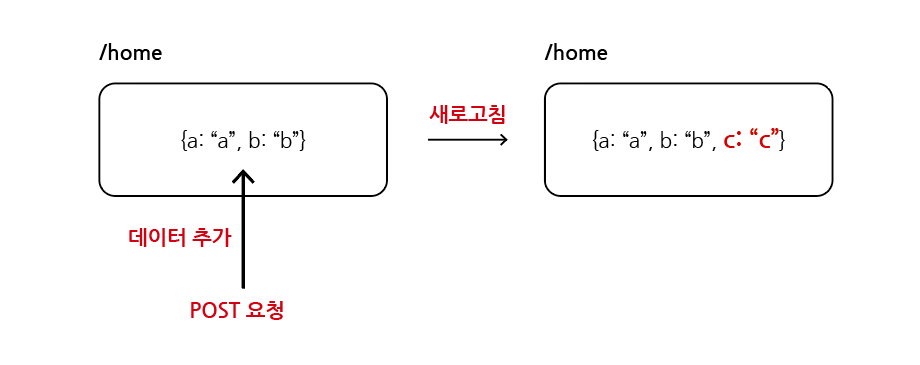 /home
{a: “a”, b: “b”}
데이터 추가
POST 요청
새로고침
/home
{a: “a”, b: “b”, c: “c”}